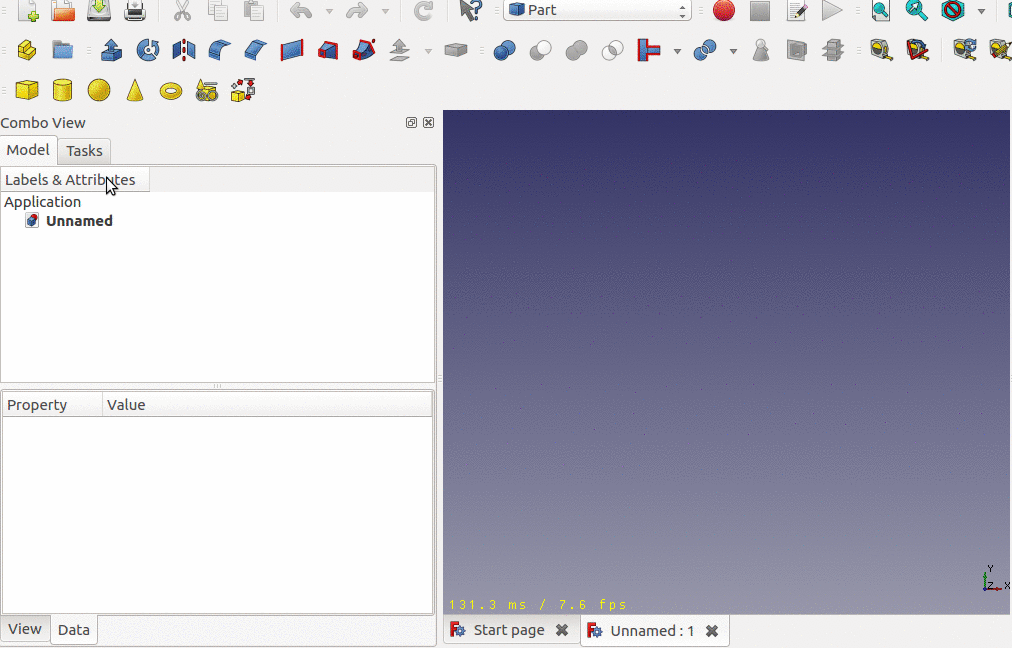 Part
Combo View
Model
Tasks
Labels & Attributes
Application
Unnamed
Property
Value
131.3 ms / 7.6 fps
Y
Z
X
View
Data
Start page
Unnamed : 1